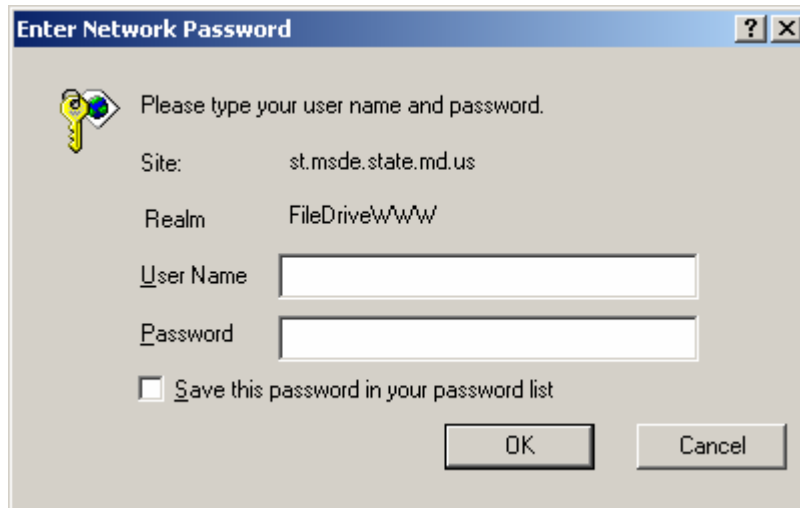 Enter Network Password
Please type your user name and password.
Site: st.msde.state.md.us
Realm FileDriveWWW
User Name
Password
Save this password in your password list
OK Cancel